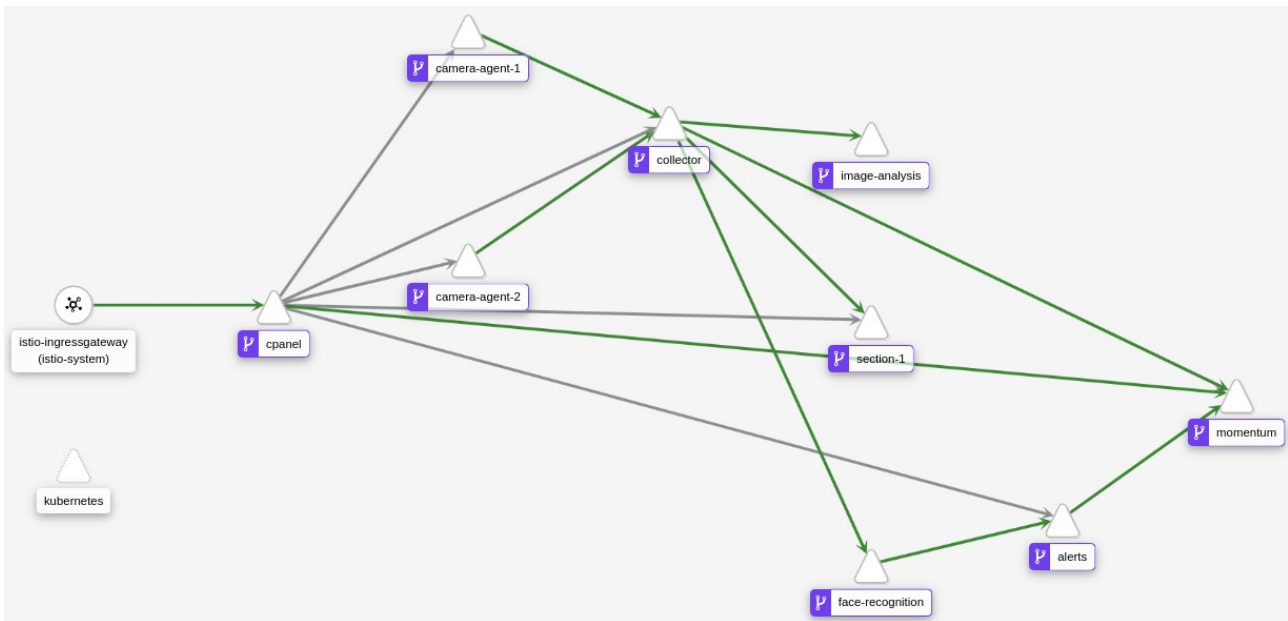 camera-agent-1
collector
image-analysis
camera-agent-2
istio-ingressgateway
(istio-system)
cpanel
section-1
momentum
kubernetes
alerts
face-recognition